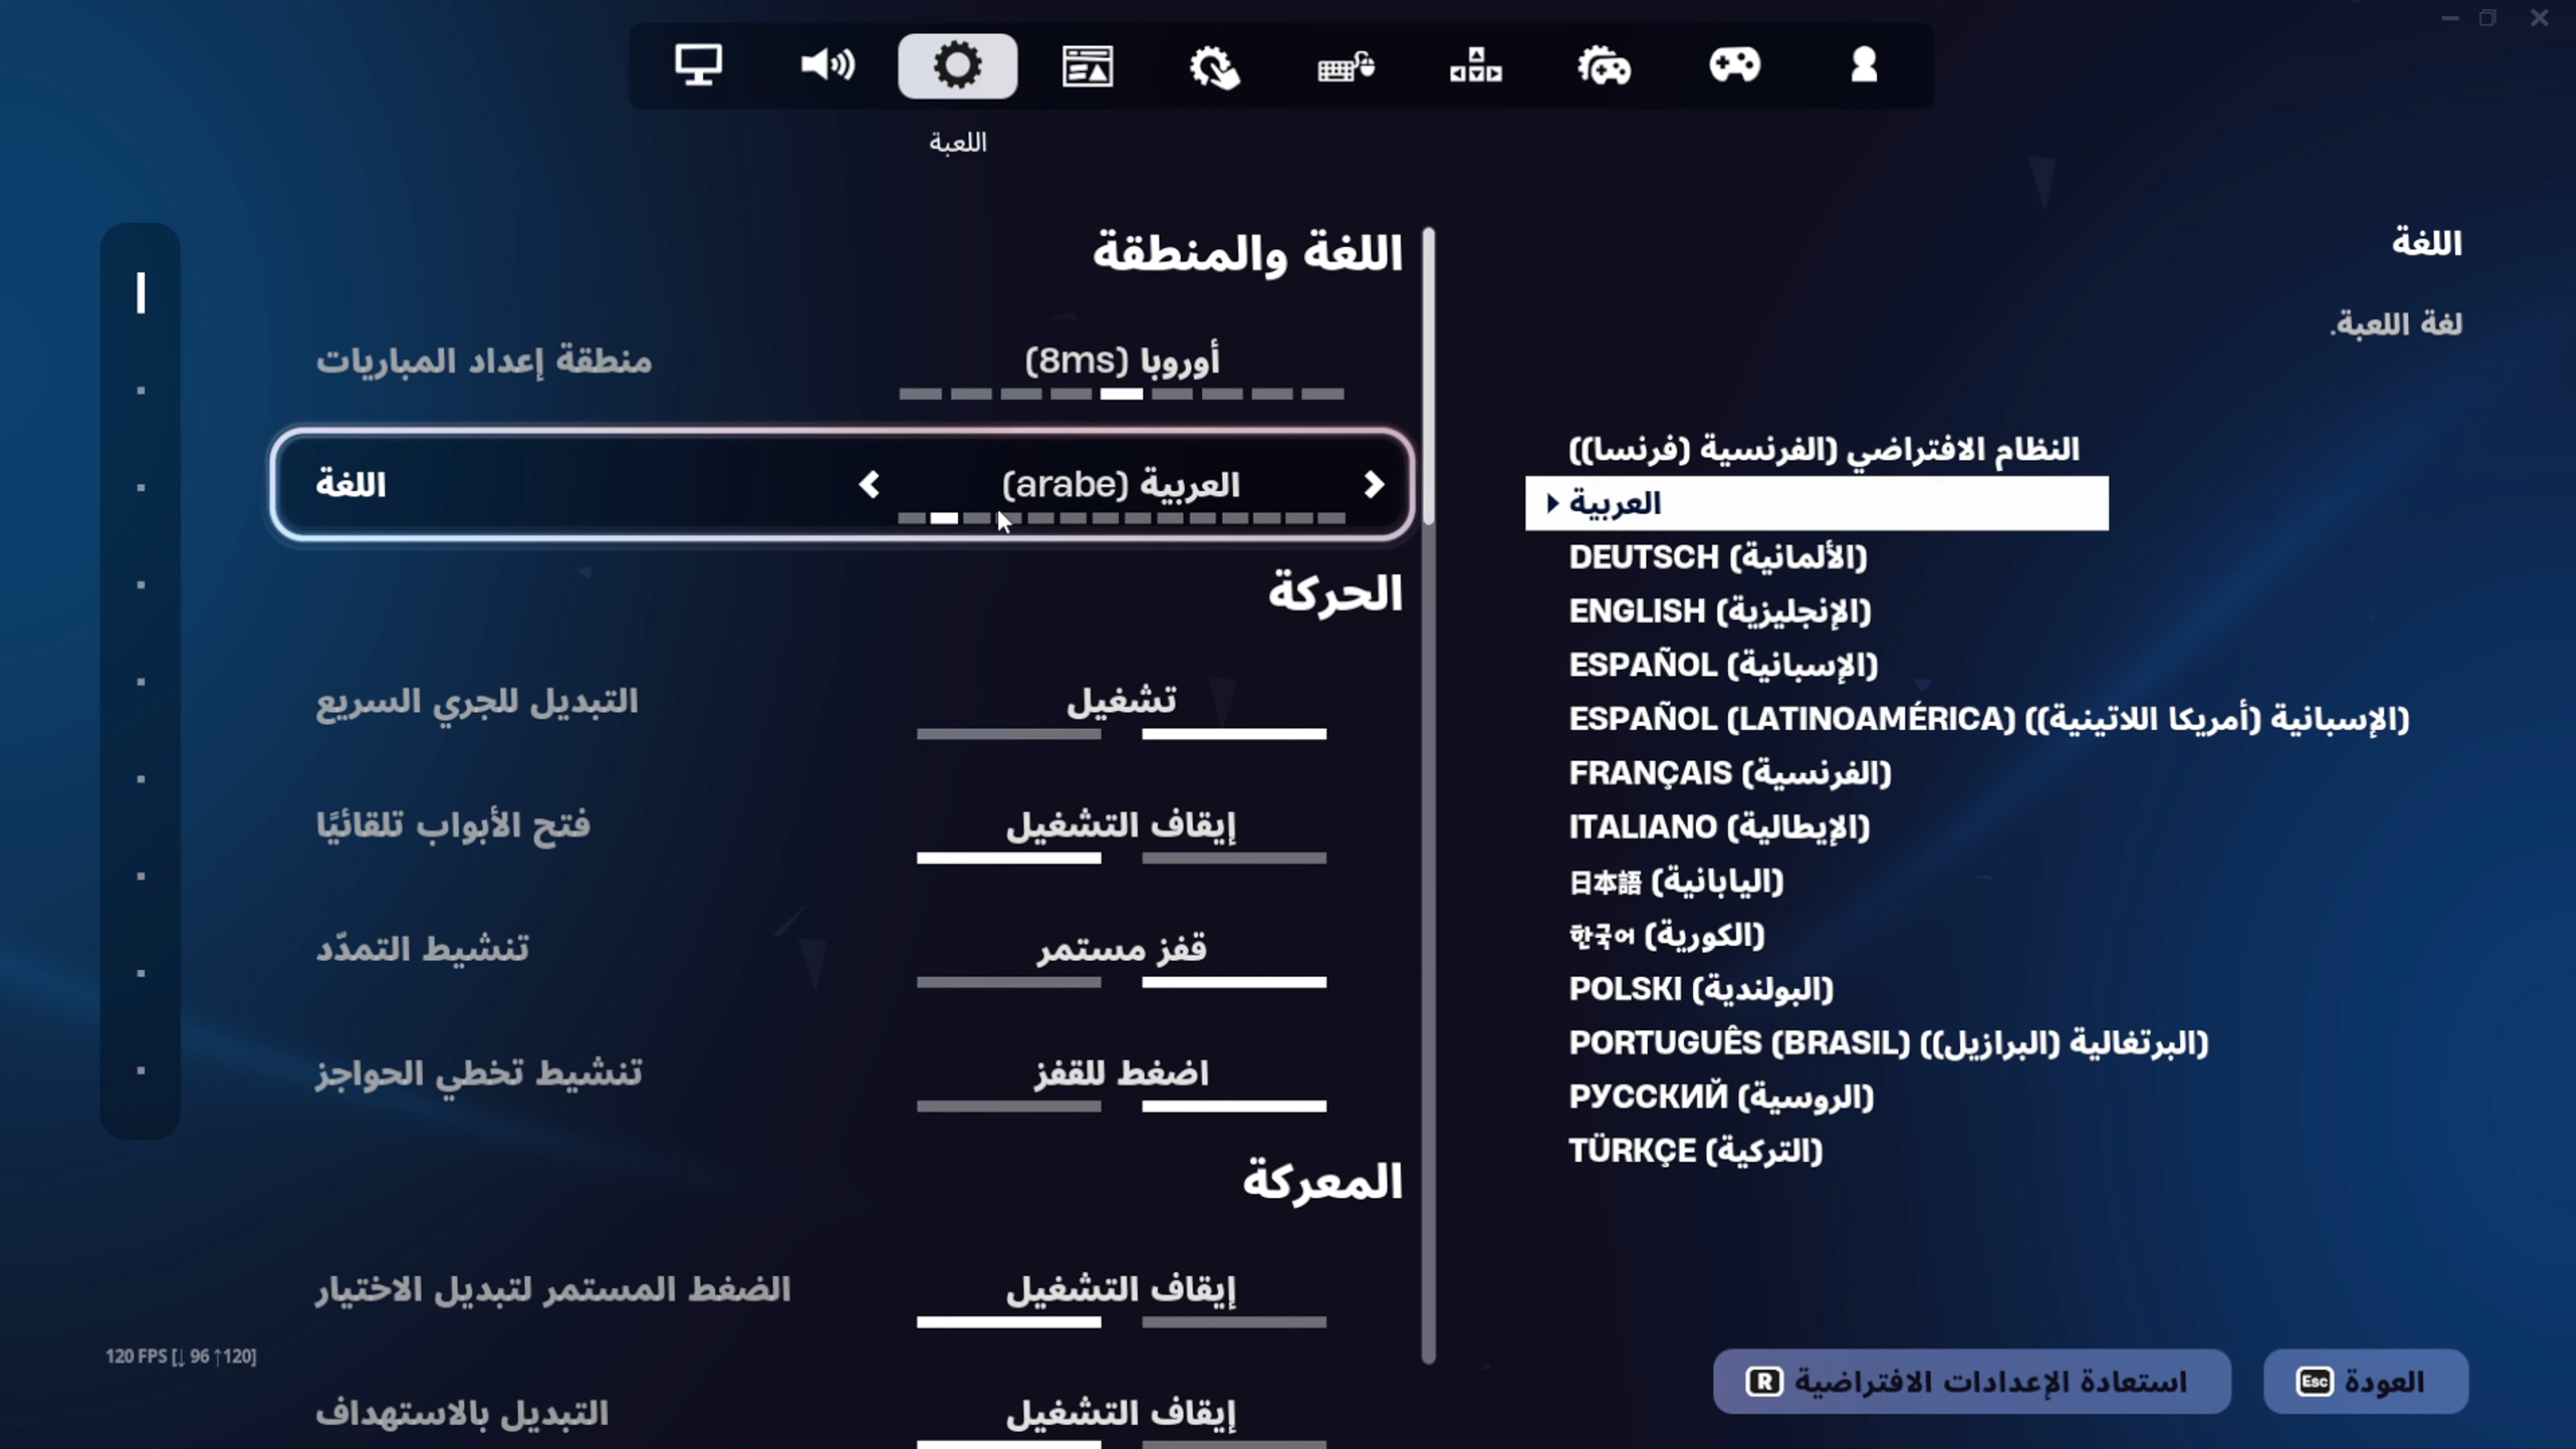 اللعبة
اللغة والمنطقة
منطقة إعداد المباريات
أوروبا (8ms)
اللغة
العربية (arabe)
الحركة
التبديل للجري السريع
تشغيل
فتح الأبواب تلقائيًا
إيقاف التشغيل
تنشيط التمدّد
قفز مستمر
تنشيط تخطي الحواجز
اضغط للقفز
المعركة
الضغط المستمر لتبديل الاختيار
إيقاف التشغيل
التبديل بالاستهداف
إيقاف التشغيل
اللغة
لغة اللعبة.
النظام الافتراضي (الفرنسية (فرنسا))
العربية
DEUTSCH (الألمانية)
ENGLISH (الإنجليزية)
ESPAÑOL (الإسبانية)
ESPAÑOL (LATINOAMÉRICA) (الإسبانية (أمريكا اللاتينية))
FRANÇAIS (الفرنسية)
ITALIANO (الإيطالية)
日本語 (اليابانية)
한국어 (الكورية)
POLSKI (البولندية)
PORTUGUÊS (BRASIL) (البرتغالية (البرازيل))
РУССКИЙ (الروسية)
TÜRKÇE (التركية)
120 FPS [↓ 96 ↑120]
R استعادة الإعدادات الافتراضية
Esc العودة